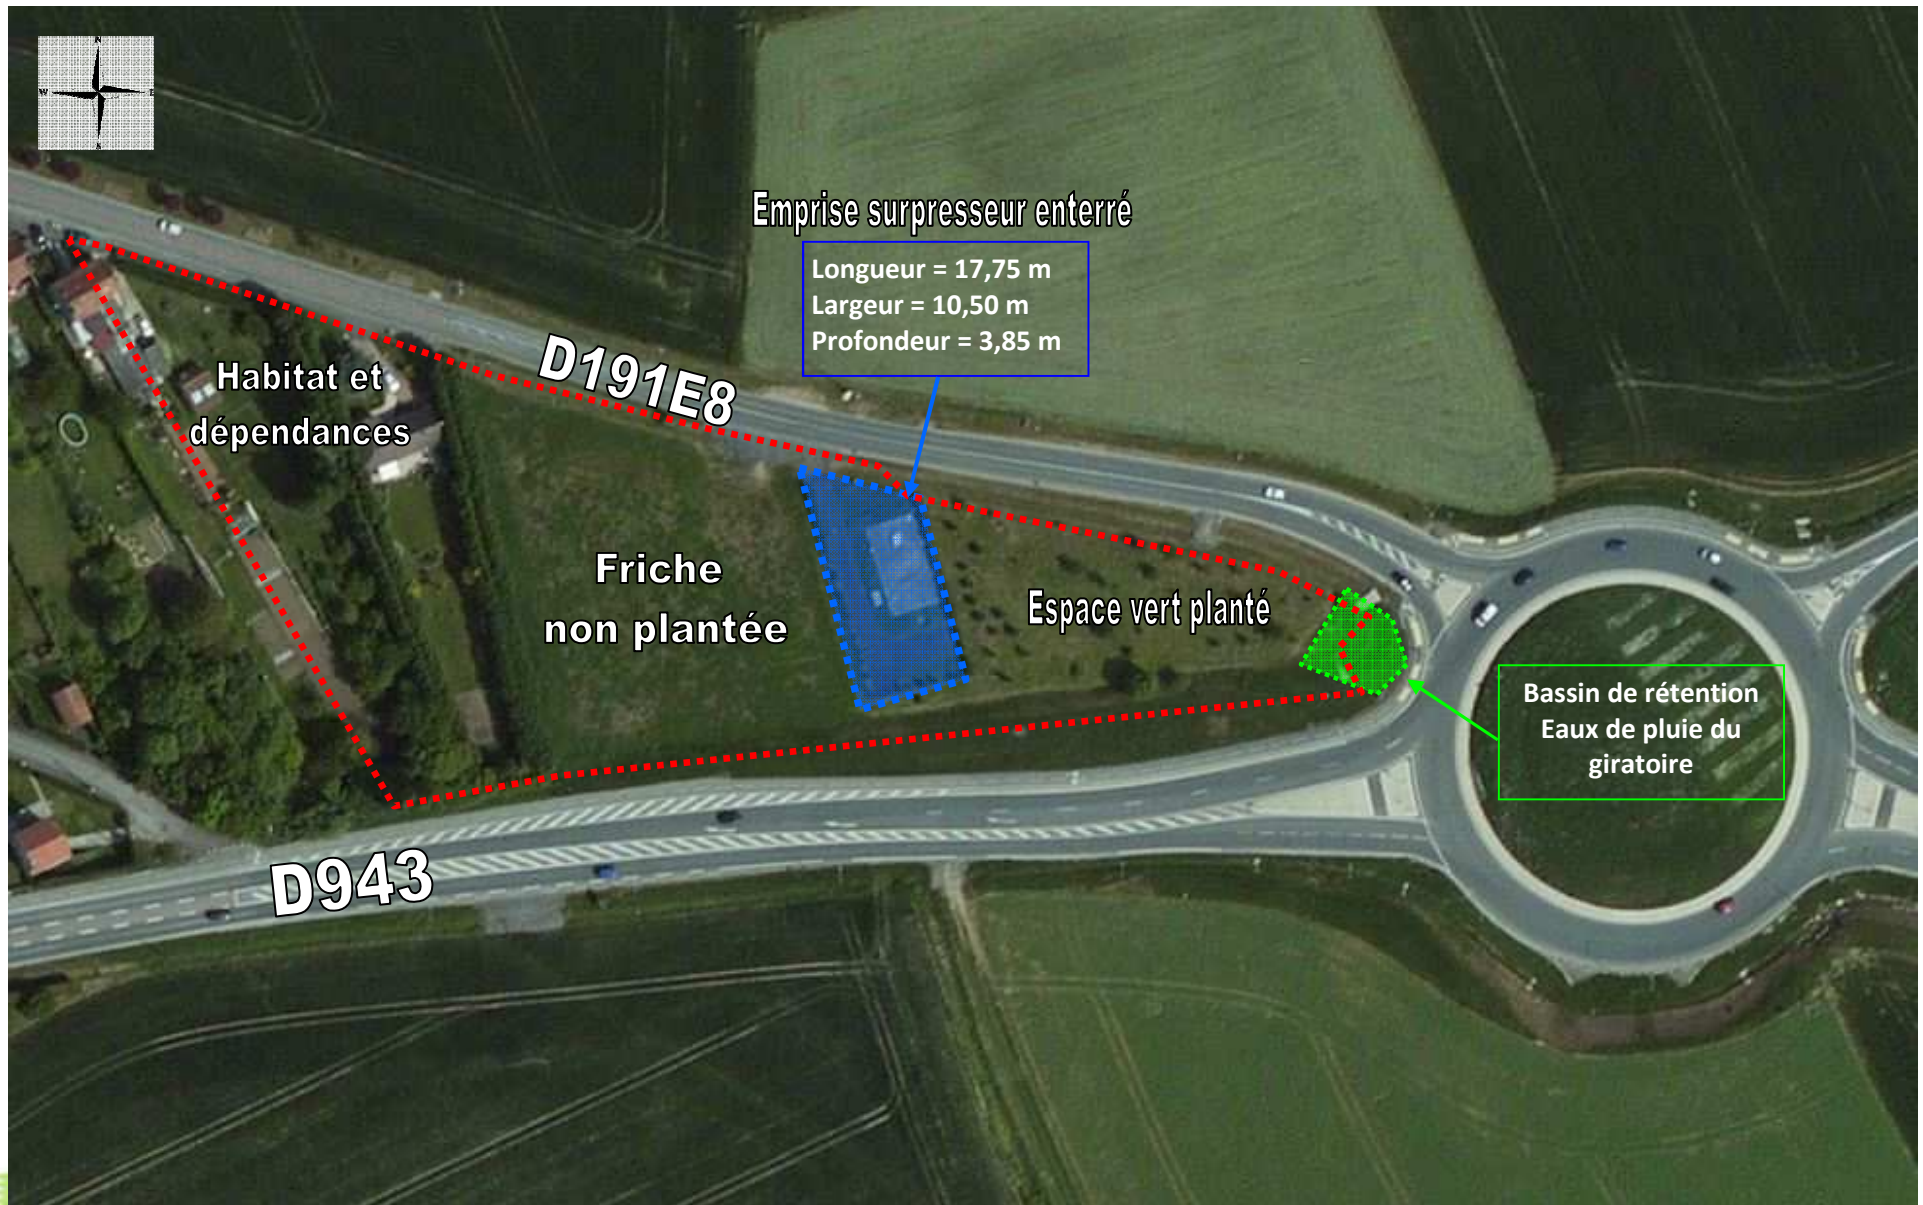 N
W E
Emprise surpresseur enterré
Longueur = 17,75 m
Largeur = 10,50 m
Profondeur = 3,85 m
D191E8
Habitat et
dépendances
Friche
non plantée
Espace vert planté
Bassin de rétention
Eaux de pluie du
giratoire
D943